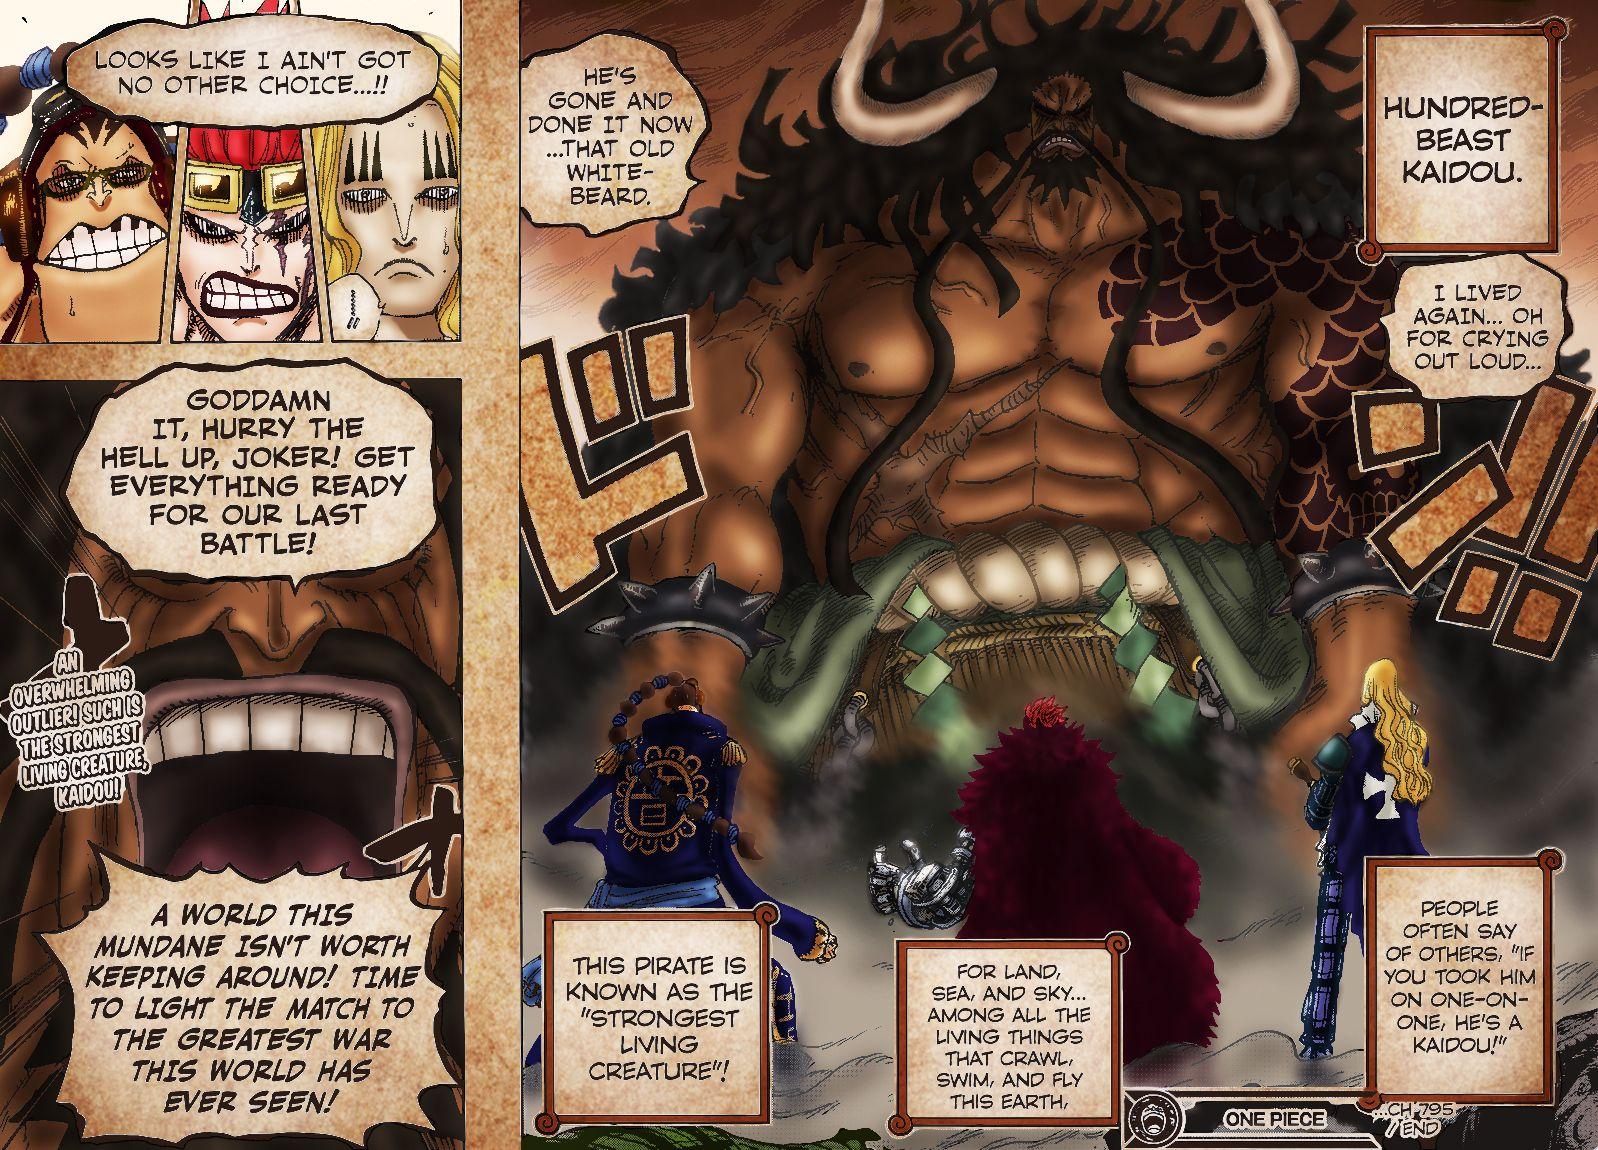 HUNDRED-
BEAST
KAIDOU.
I LIVED
AGAIN... OH
FOR CRYING
OUT LOUD...
HE'S
GONE AND
DONE IT NOW
...THAT OLD
WHITE-
BEARD.
ドン!!
PEOPLE
OFTEN SAY
OF OTHERS, "IF
YOU TOOK HIM
ON ONE-ON-
ONE, HE'S A
KAIDOU!"
FOR LAND,
SEA, AND SKY...
AMONG ALL THE
LIVING THINGS
THAT CRAWL,
SWIM, AND FLY
THIS EARTH,
THIS PIRATE IS
KNOWN AS THE
"STRONGEST
LIVING
CREATURE"!
LOOKS LIKE I AIN'T GOT
NO OTHER CHOICE...!!
......!!
GODDAMN
IT, HURRY THE
HELL UP, JOKER! GET
EVERYTHING READY
FOR OUR LAST
BATTLE!
AN
OVERWHELMING
OUTLIER! SUCH IS
THE STRONGEST
LIVING CREATURE,
KAIDOU!
A WORLD THIS
MUNDANE ISN'T WORTH
KEEPING AROUND! TIME
TO LIGHT THE MATCH TO
THE GREATEST WAR
THIS WORLD HAS
EVER SEEN!
ONE PIECE
...CH 795
/ END